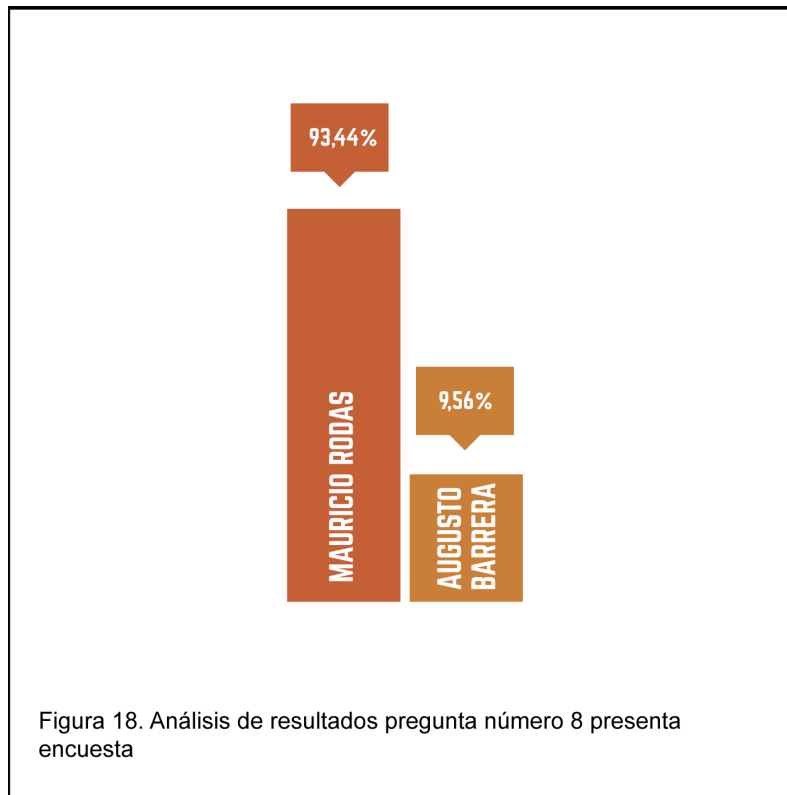 93,44%
MAURICIO RODAS
9,56%
AUGUSTO
BARRERA
Figura 18. Análisis de resultados pregunta número 8 presenta
encuesta